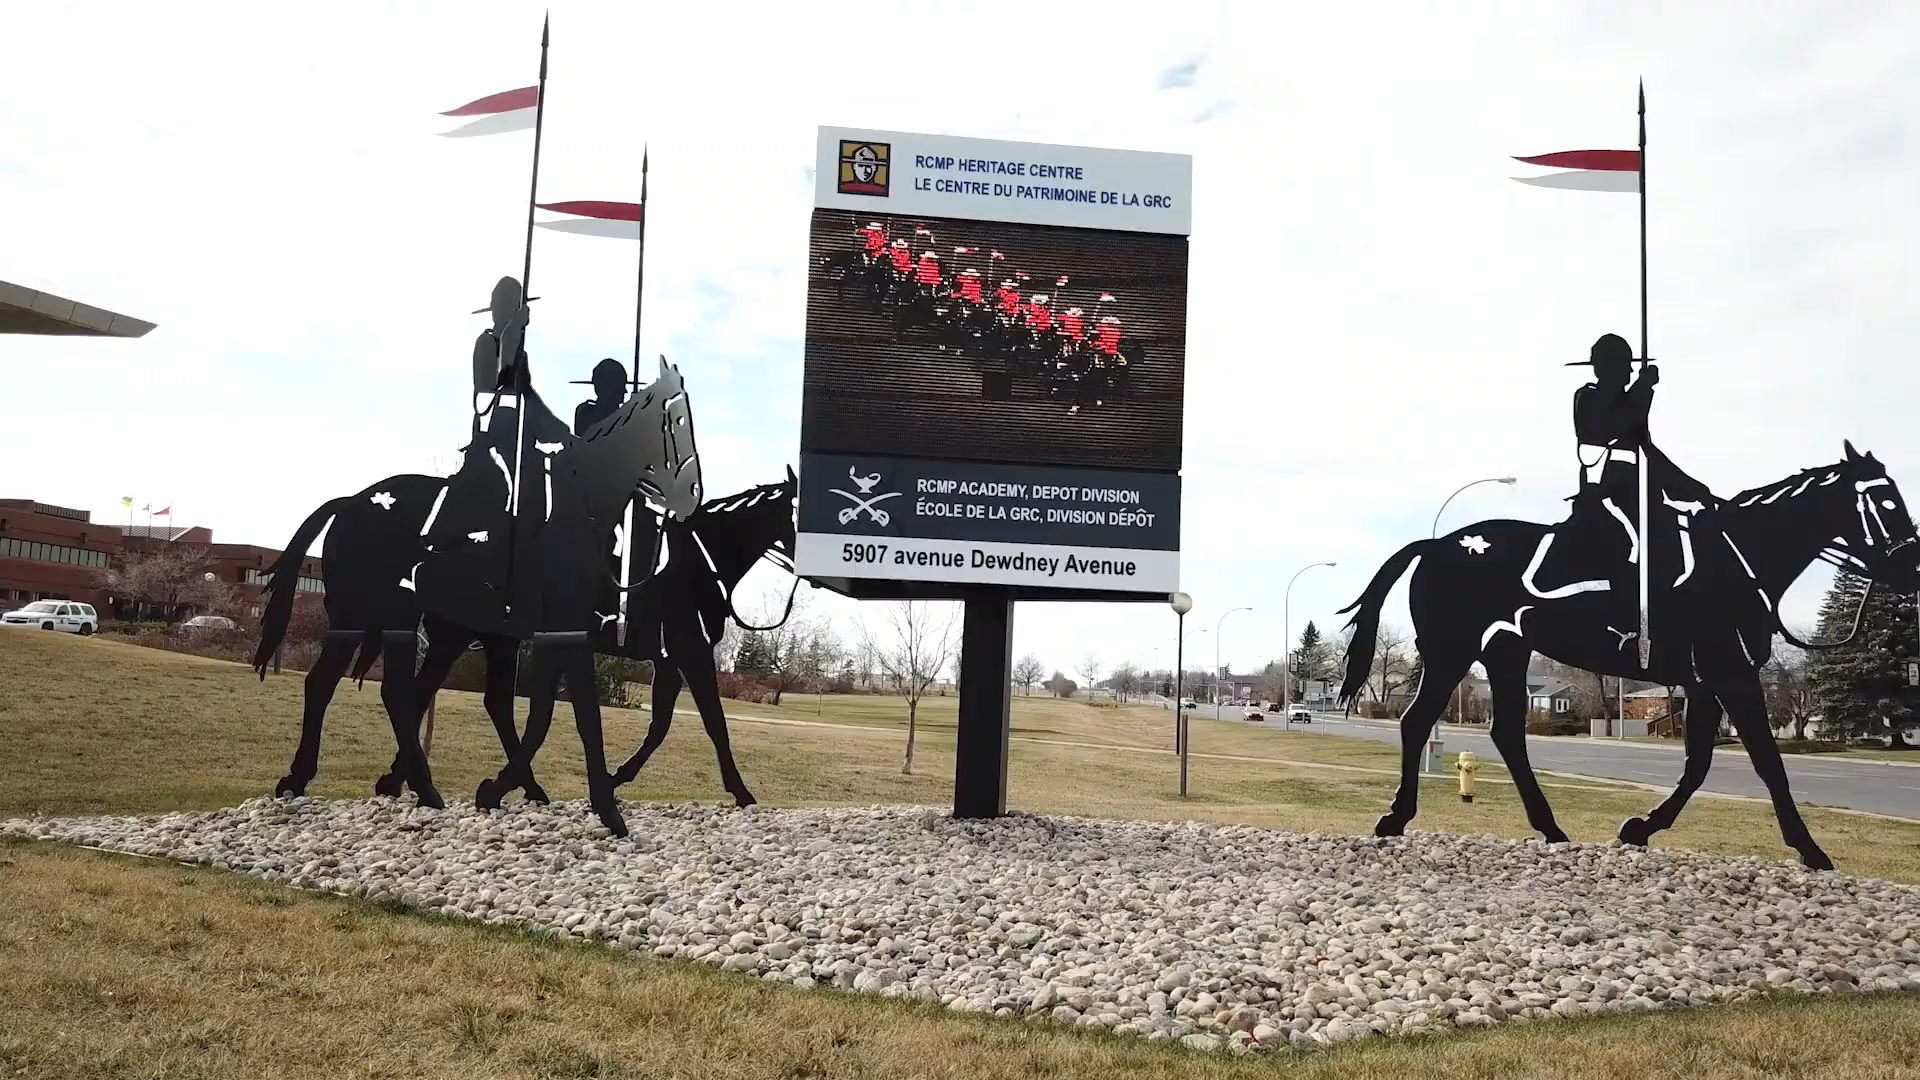 RCMP HERITAGE CENTRE
LE CENTRE DU PATRIMOINE DE LA GRC
RCMP ACADEMY, DEPOT DIVISION
ÉCOLE DE LA GRC, DIVISION DÉPÔT
5907 avenue Dewdney Avenue